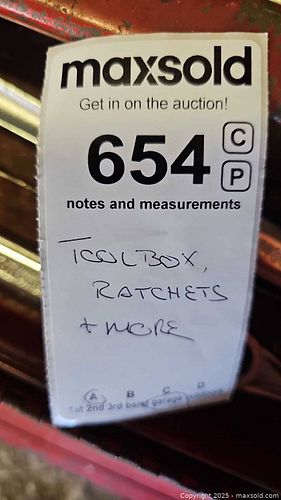 maxsold
Get in on the auction!
654 C
P
notes and measurements
TOOLBOX,
RATCHETS
+ MORE
A B C D
1st 2nd 3rd bsmt garage outdoors
Copyright 2025 - maxsold.com